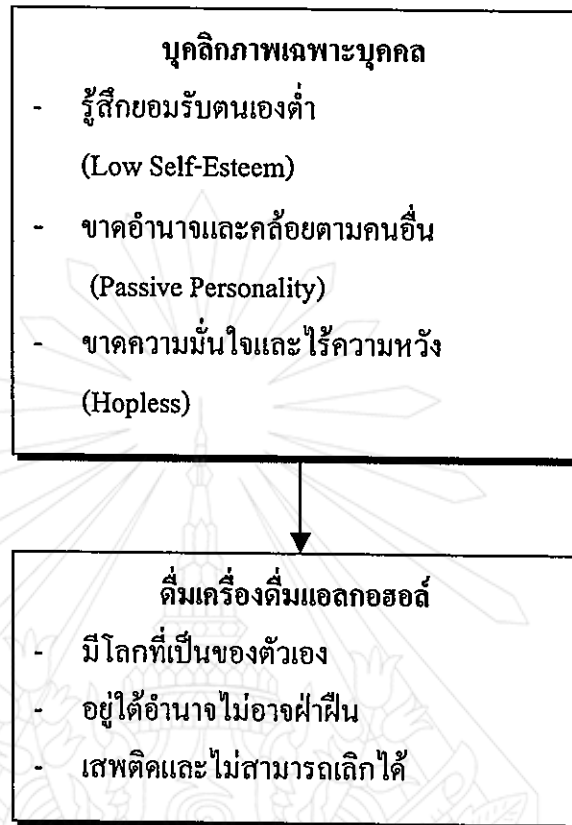 บุคลิกภาพเฉพาะบุคคล
- รู้สึกยอมรับตนเองต่ำ
(Low Self-Esteem)
- ขาดอำนาจและคล้อยตามคนอื่น
(Passive Personality)
- ขาดความมั่นใจและไร้ความหวัง
(Hopless)
ดื่มเครื่องดื่มแอลกอฮอล์
- มีโลกที่เป็นของตัวเอง
- อยู่ใต้อำนาจไม่อาจฝ่าฝืน
- เสพติดและไม่สามารถเลิกได้